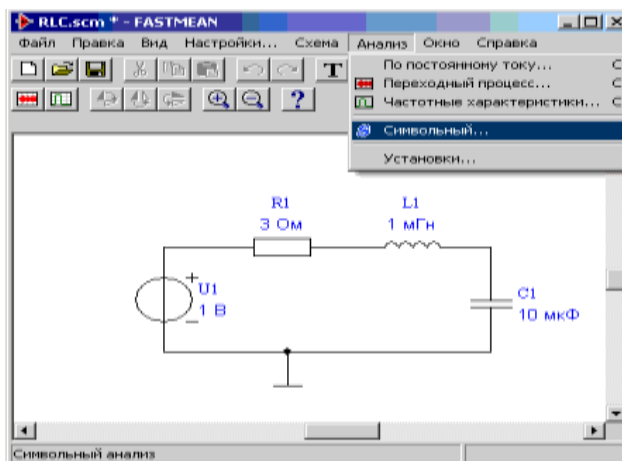 RLC.scm * - FASTMEAN
Файл Правка Вид Настройки... Схема Анализ Окно Справка
По постоянному току... C
Переходный процесс... C
Частотные характеристики... C
Символьный...
Установки...
T
?
R1
3 Ом
L1
1 мГн
+
U1
1 В
C1
10 мкФ
Символьный анализ